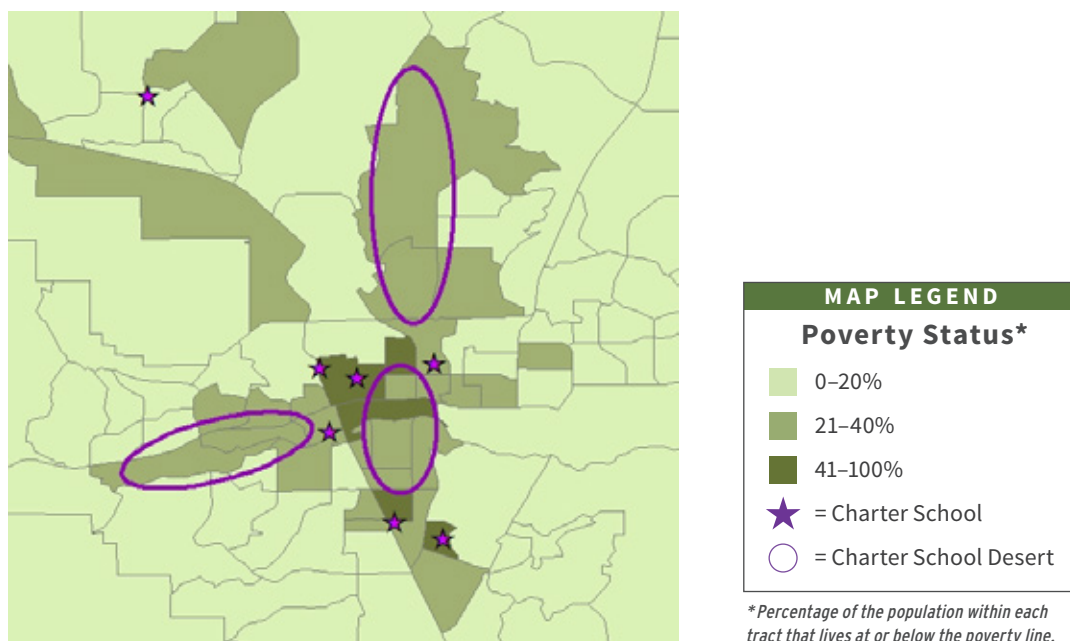 MAP LEGEND
Poverty Status*
0–20%
21–40%
41–100%
= Charter School
= Charter School Desert
*Percentage of the population within each
tract that lives at or below the poverty line.